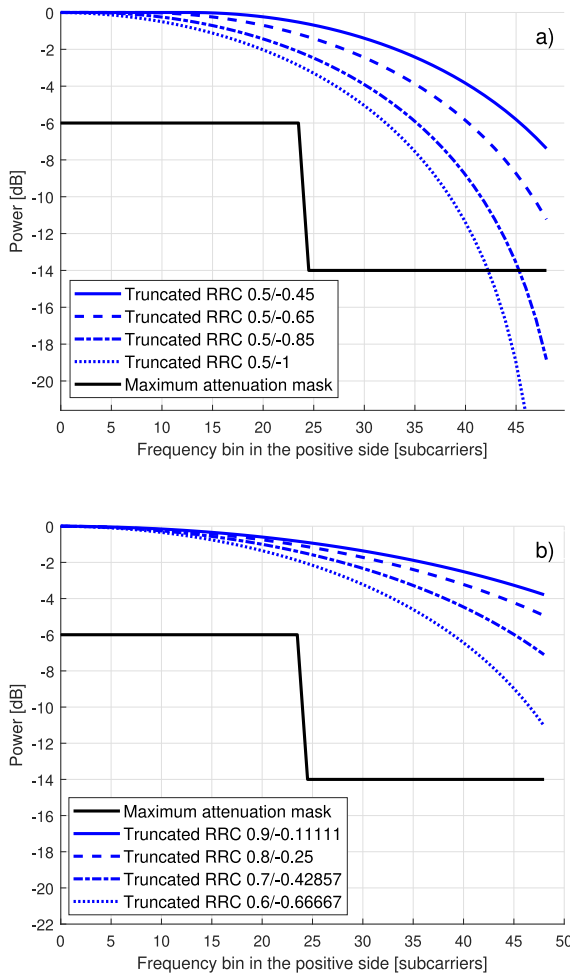 a)
0
-2
-4
-6
-8
-10
-12
-14
-16
-18
-20
Power [dB]
Truncated RRC 0.5/-0.45
Truncated RRC 0.5/-0.65
Truncated RRC 0.5/-0.85
Truncated RRC 0.5/-1
Maximum attenuation mask
0 5 10 15 20 25 30 35 40 45
Frequency bin in the positive side [subcarriers]
b)
0
-2
-4
-6
-8
-10
-12
-14
-16
-18
-20
-22
Power [dB]
Maximum attenuation mask
Truncated RRC 0.9/-0.11111
Truncated RRC 0.8/-0.25
Truncated RRC 0.7/-0.42857
Truncated RRC 0.6/-0.66667
0 5 10 15 20 25 30 35 40 45 50
Frequency bin in the positive side [subcarriers]